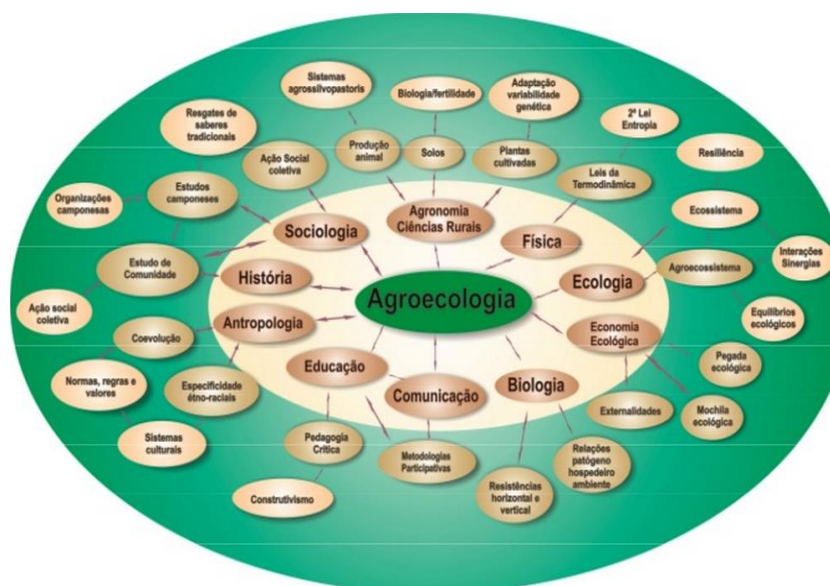 Sistemas
agrossilvopastoris
Biologia/fertilidade
Adaptação
variabilidade
genética
2ª Lei
Entropia
Resgates de
saberes
tradicionais
Ação Social
coletiva
Produção
animal
Solos
Plantas
cultivadas
Leis da
Termodinâmica
Resiliência
Organizações
camponesas
Estudos
camponeses
Sociologia
Agronomia
Ciências Rurais
Física
Ecossistema
Estudo de
Comunidade
História
Ecologia
Agroecossistema
Interações
Sinergias
Agroecologia
Ação social
coletiva
Coevolução
Antropologia
Economia
Ecológica
Equilíbrios
ecológicos
Educação
Comunicação
Biologia
Pegada
ecológica
Normas, regras e
valores
Especificidade
étno-raciais
Externalidades
Mochila
ecológica
Sistemas
culturais
Pedagogia
Crítica
Metodologias
Participativas
Relações
patógeno
hospedeiro
ambiente
Construtivismo
Resistências
horizontal e
vertical